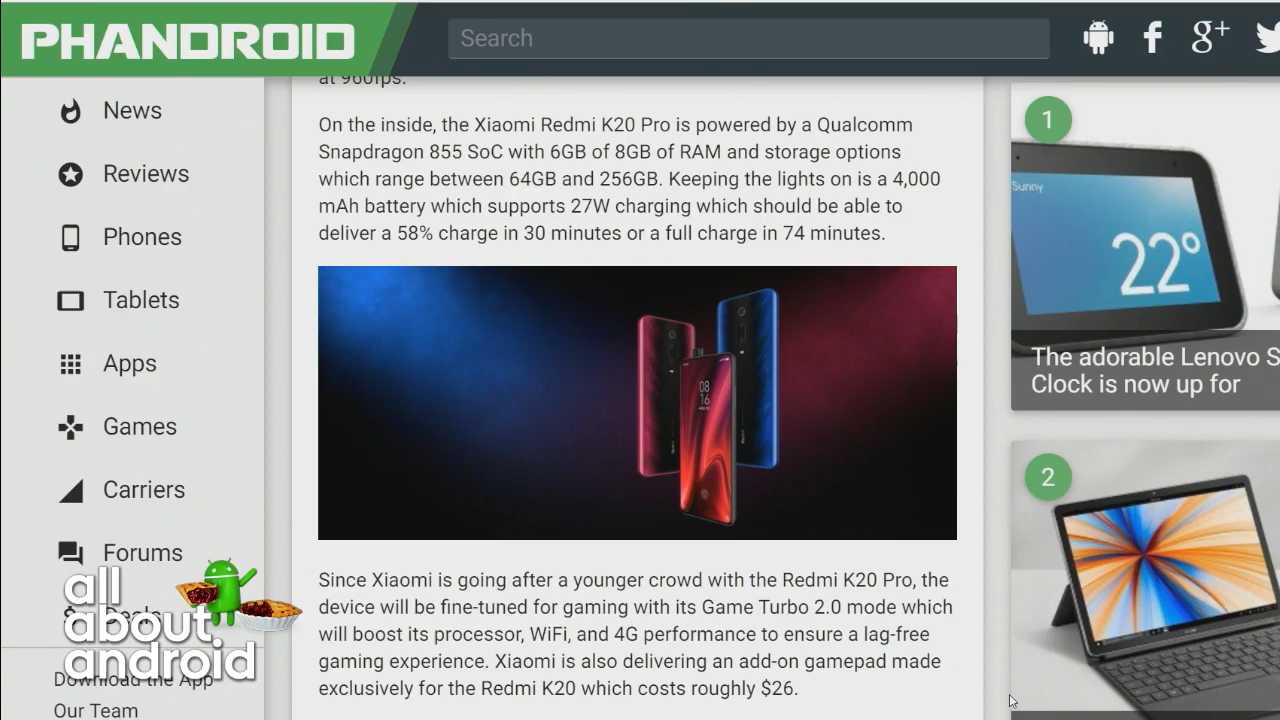 PHANDROID
Search
g+
News
Reviews
Phones
Tablets
Apps
Games
Carriers
Forums
Download the App
Our Team
all
about
android
at 960fps.
On the inside, the Xiaomi Redmi K20 Pro is powered by a Qualcomm
Snapdragon 855 SoC with 6GB of 8GB of RAM and storage options
which range between 64GB and 256GB. Keeping the lights on is a 4,000
mAh battery which supports 27W charging which should be able to
deliver a 58% charge in 30 minutes or a full charge in 74 minutes.
08
16
Since Xiaomi is going after a younger crowd with the Redmi K20 Pro, the
device will be fine-tuned for gaming with its Game Turbo 2.0 mode which
will boost its processor, WiFi, and 4G performance to ensure a lag-free
gaming experience. Xiaomi is also delivering an add-on gamepad made
exclusively for the Redmi K20 which costs roughly $26.
1
Sunny
22°
The adorable Lenovo S
Clock is now up for
2